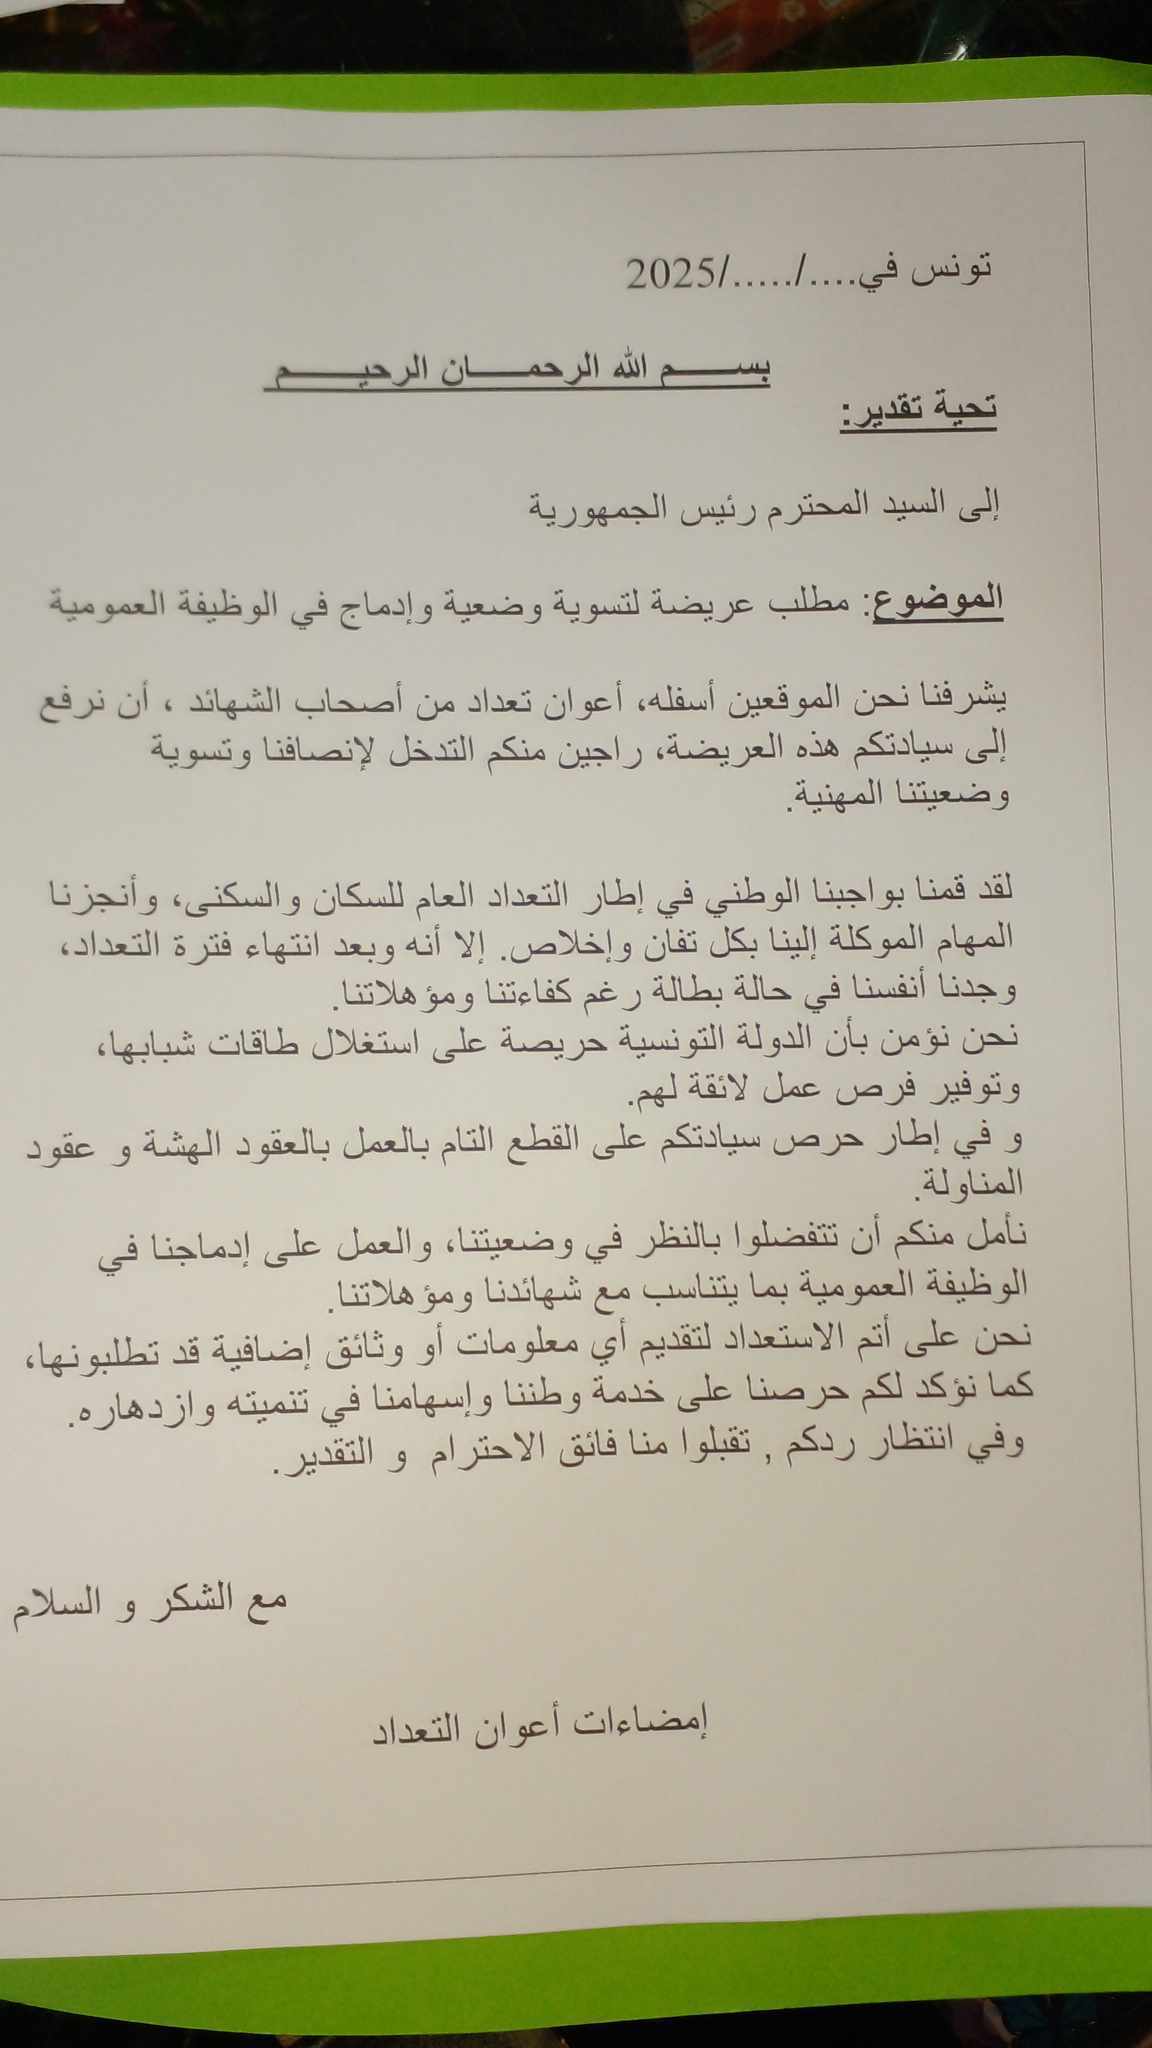 تونس في..../...../2025
بســـــم الله الرحمـــــان الرحيـــــم
تحية تقدير:
إلى السيد المحترم رئيس الجمهورية
الموضوع: مطلب عريضة لتسوية وضعية وإدماج في الوظيفة العمومية
يشرفنا نحن الموقعين أسفله، أعوان تعداد من أصحاب الشهائد ، أن نرفع
إلى سيادتكم هذه العريضة، راجين منكم التدخل لإنصافنا وتسوية
وضعيتنا المهنية.
لقد قمنا بواجبنا الوطني في إطار التعداد العام للسكان والسكنى، وأنجزنا
المهام الموكلة إلينا بكل تفان وإخلاص. إلا أنه وبعد انتهاء فترة التعداد،
وجدنا أنفسنا في حالة بطالة رغم كفاءتنا ومؤهلاتنا.
نحن نؤمن بأن الدولة التونسية حريصة على استغلال طاقات شبابها،
وتوفير فرص عمل لائقة لهم.
و في إطار حرص سيادتكم على القطع التام بالعمل بالعقود الهشة و عقود
المناولة.
نأمل منكم أن تتفضلوا بالنظر في وضعيتنا، والعمل على إدماجنا في
الوظيفة العمومية بما يتناسب مع شهائدنا ومؤهلاتنا.
نحن على أتم الاستعداد لتقديم أي معلومات أو وثائق إضافية قد تطلبونها،
كما نؤكد لكم حرصنا على خدمة وطننا وإسهامنا في تنميته وازدهاره.
وفي انتظار ردكم , تقبلوا منا فائق الاحترام و التقدير.
مع الشكر و السلام
إمضاءات أعوان التعداد